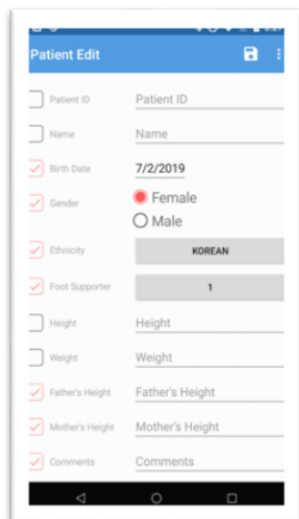 Patient Edit
Patient ID Patient ID
Name Name
Birth Date 7/2/2019
Gender Female
Male
Ethnicity KOREAN
Foot Supporter 1
Height Height
Weight Weight
Father's Height Father's Height
Mother's Height Mother's Height
Comments Comments